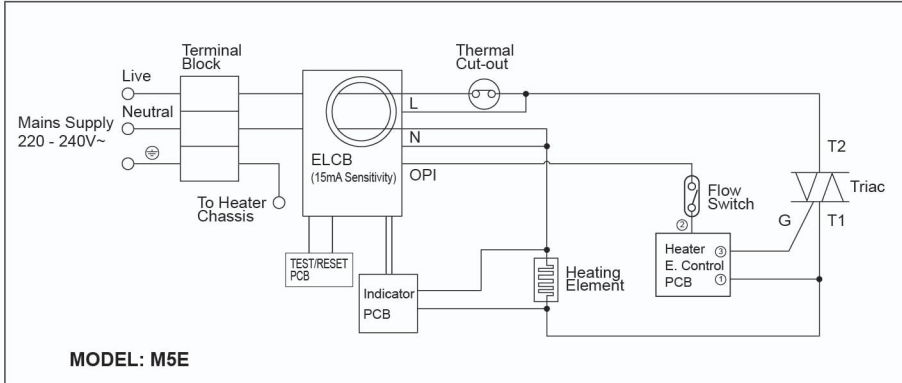 Terminal
Block
Live
Neutral
Mains Supply
220 - 240V~
To Heater
Chassis
ELCB
(15mA Sensitivity)
L
N
OPI
Thermal
Cut-out
T2
Triac
T1
G
Flow
Switch
②
Heater ③
E. Control
PCB ①
TEST/RESET
PCB
Indicator
PCB
Heating
Element
MODEL: M5E